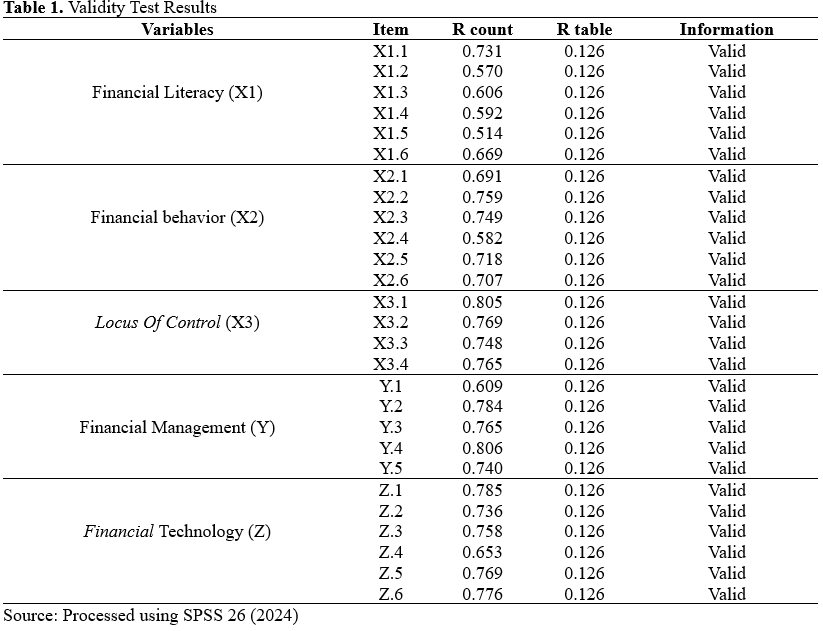 Table 1. Validity Test Results
Variables Item R count R table Information
X1.1 0.731 0.126 Valid
X1.2 0.570 0.126 Valid
Financial Literacy (X1) X1.3 0.606 0.126 Valid
X1.4 0.592 0.126 Valid
X1.5 0.514 0.126 Valid
X1.6 0.669 0.126 Valid
X2.1 0.691 0.126 Valid
X2.2 0.759 0.126 Valid
Financial behavior (X2) X2.3 0.749 0.126 Valid
X2.4 0.582 0.126 Valid
X2.5 0.718 0.126 Valid
X2.6 0.707 0.126 Valid
X3.1 0.805 0.126 Valid
Locus Of Control (X3) X3.2 0.769 0.126 Valid
X3.3 0.748 0.126 Valid
X3.4 0.765 0.126 Valid
Y.1 0.609 0.126 Valid
Y.2 0.784 0.126 Valid
Financial Management (Y) Y.3 0.765 0.126 Valid
Y.4 0.806 0.126 Valid
Y.5 0.740 0.126 Valid
Z.1 0.785 0.126 Valid
Z.2 0.736 0.126 Valid
Financial Technology (Z) Z.3 0.758 0.126 Valid
Z.4 0.653 0.126 Valid
Z.5 0.769 0.126 Valid
Z.6 0.776 0.126 Valid
Source: Processed using SPSS 26 (2024)